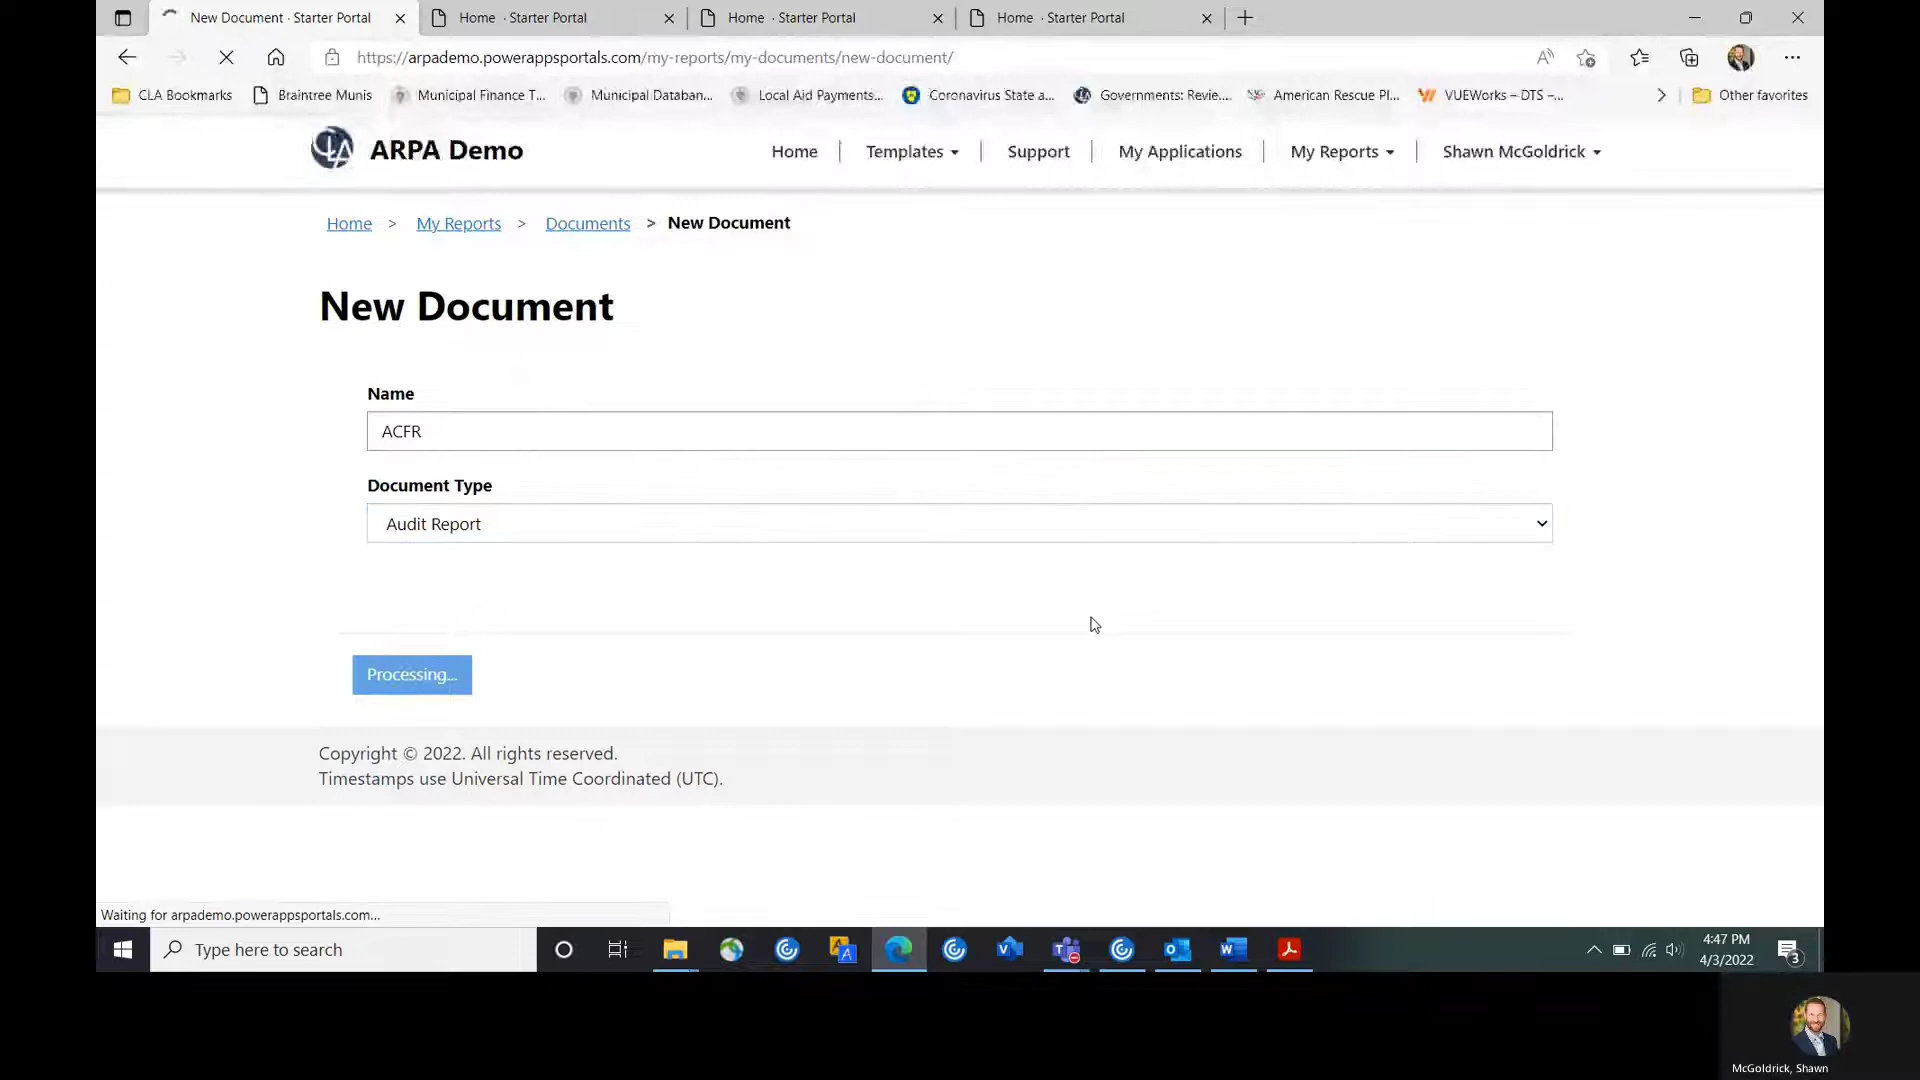 New Document · Starter Portal
Home · Starter Portal
Home · Starter Portal
Home · Starter Portal
https://arpademo.powerappsportals.com/my-reports/my-documents/new-document/
CLA Bookmarks
Braintree Munis
Municipal Finance T...
Municipal Databan...
Local Aid Payments...
Coronavirus State a...
Governments: Revie...
American Rescue Pl...
VUEWorks – DTS –...
Other favorites
CLA
ARPA Demo
Home
Templates
Support
My Applications
My Reports
Shawn McGoldrick
Home > My Reports > Documents > New Document
New Document
Name
ACFR
Document Type
Audit Report
Processing...
Copyright © 2022. All rights reserved.
Timestamps use Universal Time Coordinated (UTC).
Waiting for arpademo.powerappsportals.com...
Type here to search
4:47 PM
4/3/2022
3
McGoldrick, Shawn